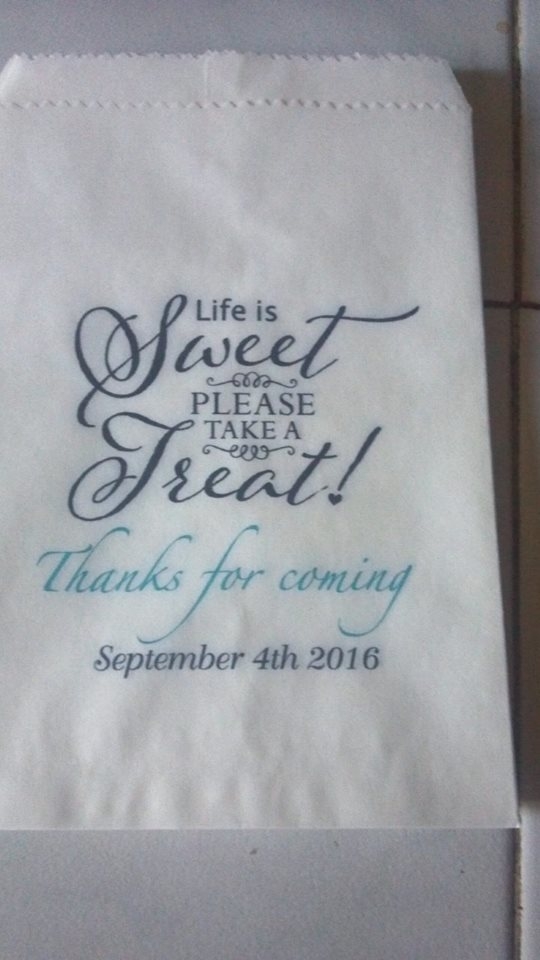 Life is
Sweet
PLEASE
TAKE A
Treat!
Thanks for coming
September 4th 2016